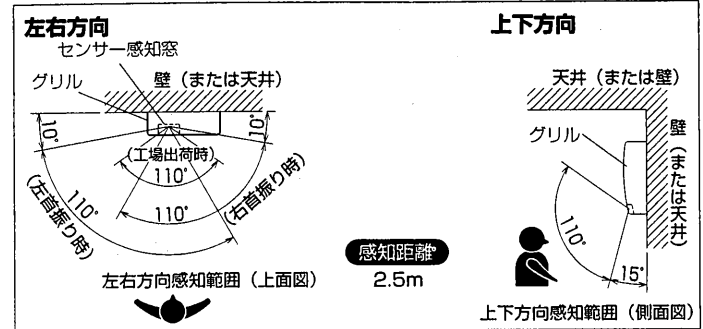 左右方向
センサー感知窓
グリル
壁（または天井）
10°
10°
（工場出荷時）
110°
110°
（左首振り時）
110°
（右首振り時）
左右方向感知範囲（上面図）
感知距離
2.5m
上下方向
天井（または壁）
グリル
壁（または天井）
110°
15°
上下方向感知範囲（側面図）